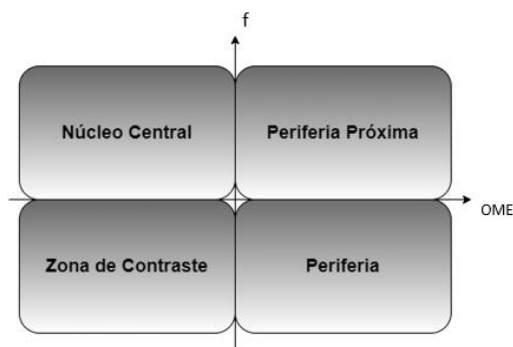 f
Núcleo Central
Periferia Próxima
OME
Zona de Contraste
Periferia